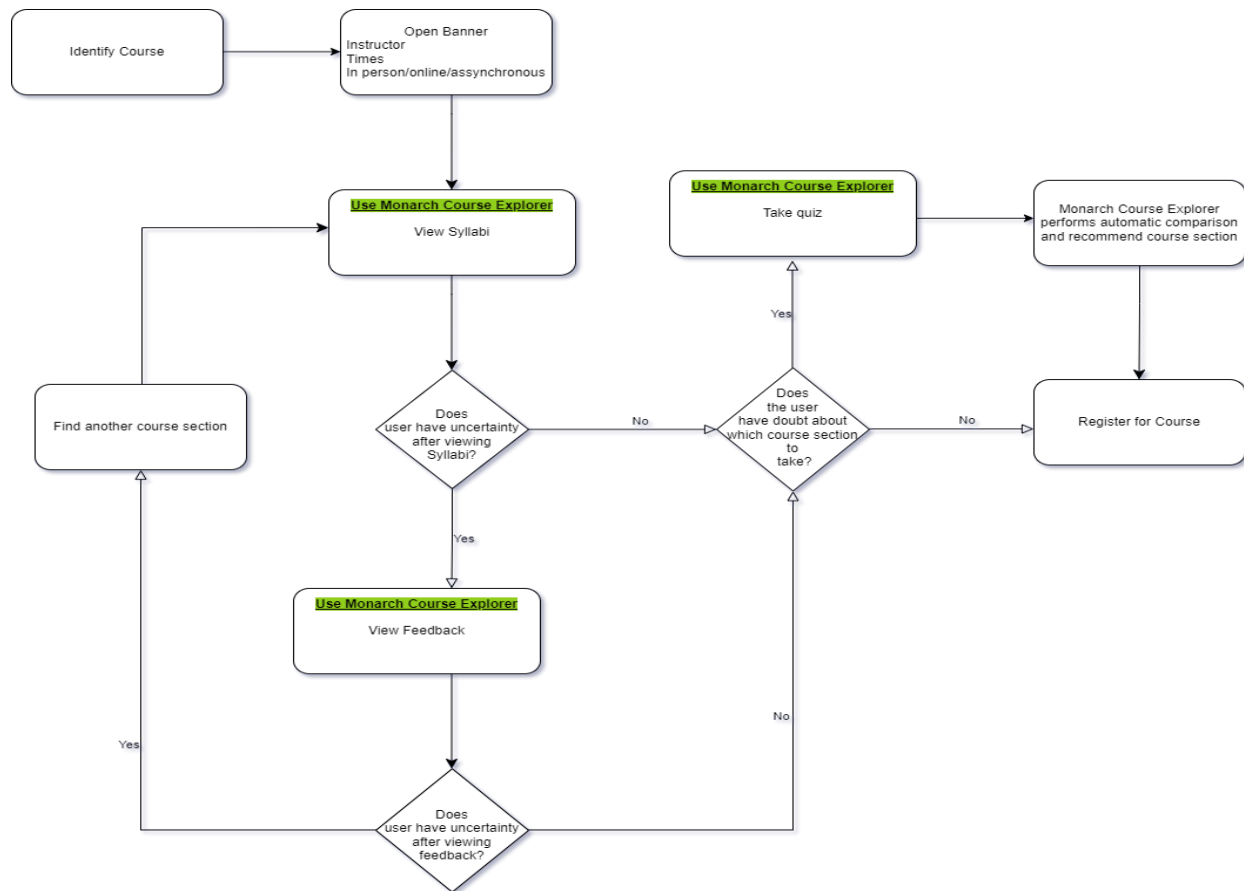 Identify Course
Open Banner
Instructor
Times
In person/online/assynchronous
Use Monarch Course Explorer
View Syllabi
Use Monarch Course Explorer
Take quiz
Monarch Course Explorer
performs automatic comparison
and recommend course section
Yes
Find another course section
Does
user have uncertainty
after viewing
Syllabi?
No
Does
the user
have doubt about
which course section
to
take?
No
Register for Course
Yes
Use Monarch Course Explorer
View Feedback
Yes
No
Does
user have uncertainty
after viewing
feedback?